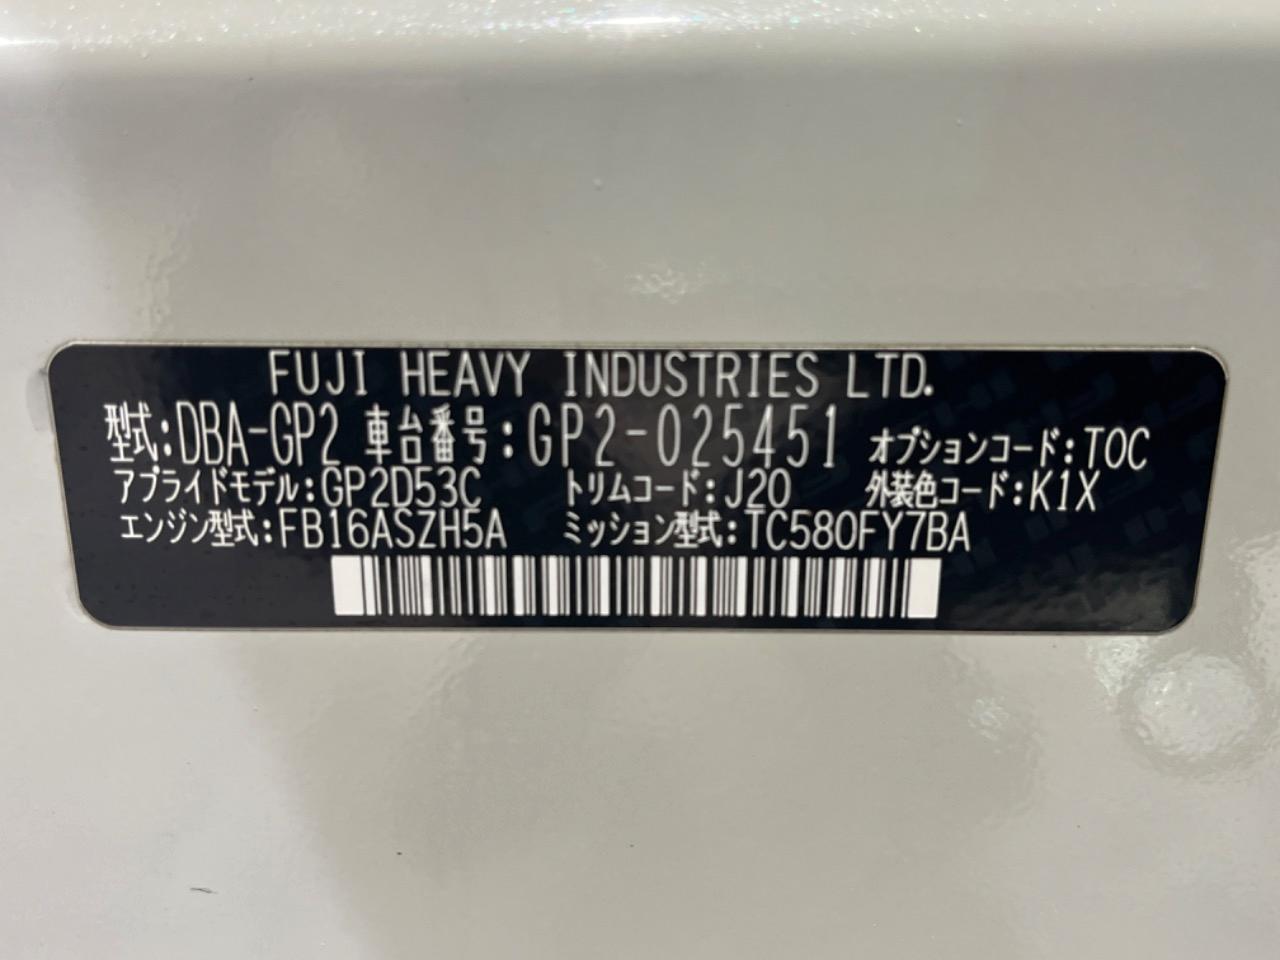 FUJI HEAVY INDUSTRIES LTD.
型式:DBA-GP2 車台番号:GP2-025451 オプションコード:TOC
アプライドモデル:GP2D53C トリムコード:J20 外装色コード:K1X
エンジン型式:FB16ASZH5A ミッション型式:TC580FY7BA